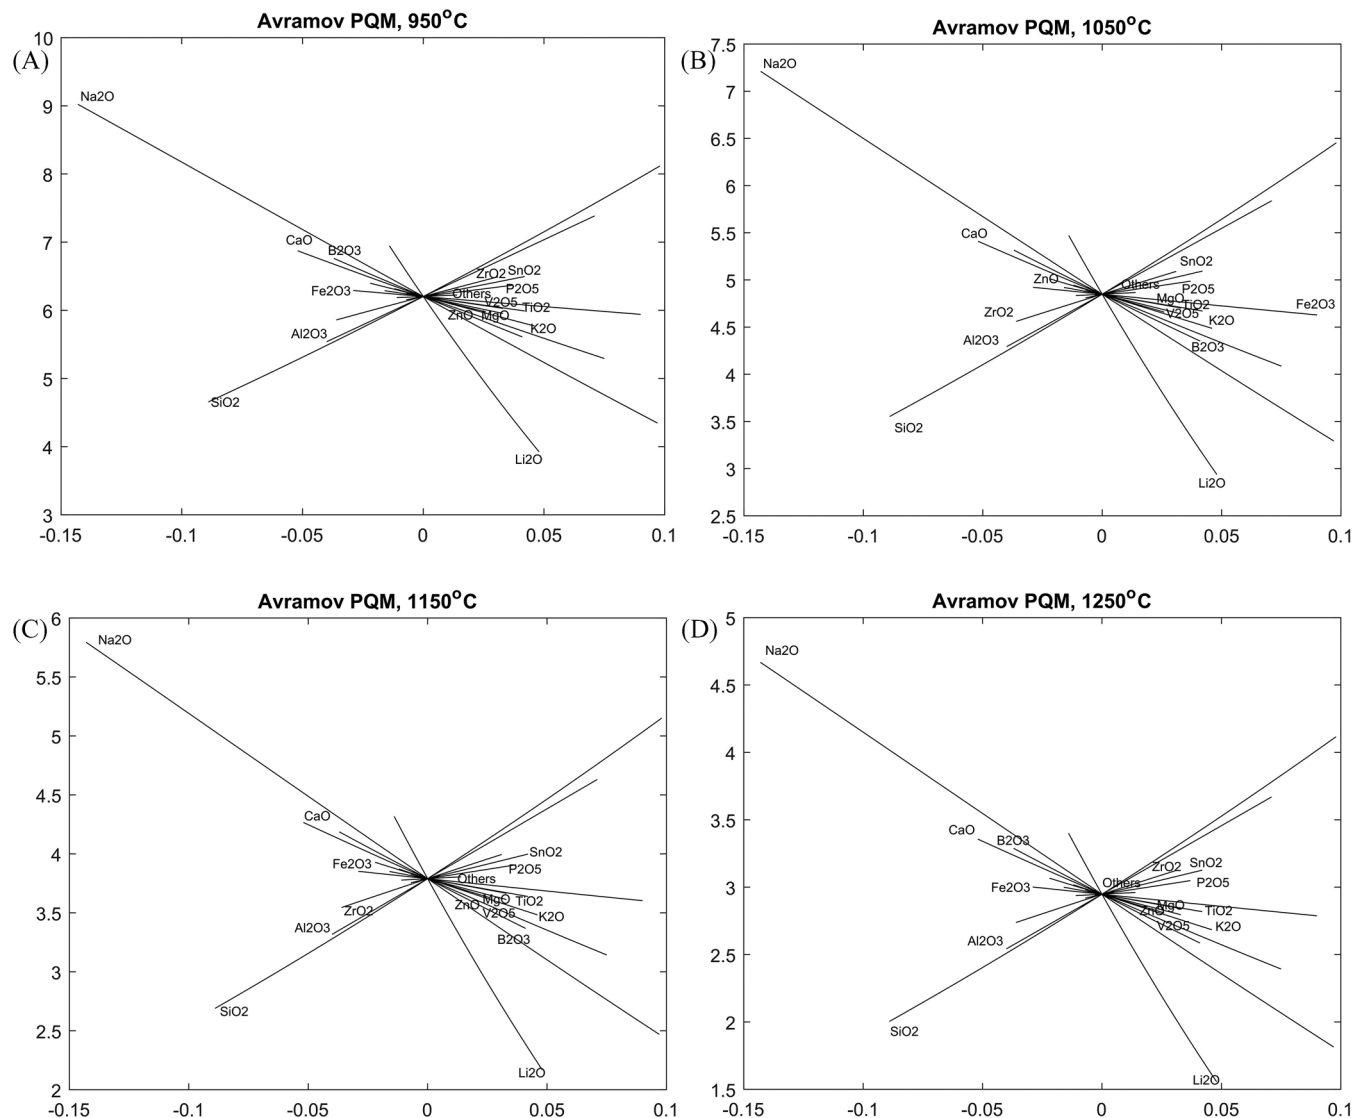 Avramov PQM, 950°C
(A)
10
9
8
7
6
5
4
3
Na2O
CaO
B2O3
ZrO2 SnO2
Fe2O3
Others
P2O5
V2O5
TiO2
ZnO MgO
K2O
Al2O3
SiO2
Li2O
-0.15 -0.1 -0.05 0 0.05 0.1
Avramov PQM, 1050°C
(B)
7.5
7
6.5
6
5.5
5
4.5
4
3.5
3
2.5
Na2O
CaO
SnO2
ZnO
Others
P2O5
MgO
TiO2
Fe2O3
ZrO2
V2O5
K2O
Al2O3
B2O3
SiO2
Li2O
-0.15 -0.1 -0.05 0 0.05 0.1
Avramov PQM, 1150°C
(C)
6
5.5
5
4.5
4
3.5
3
2.5
2
Na2O
CaO
SnO2
Fe2O3
P2O5
Others
MgO
TiO2
ZnO
ZrO2
V2O5
K2O
Al2O3
B2O3
SiO2
Li2O
-0.15 -0.1 -0.05 0 0.05 0.1
Avramov PQM, 1250°C
(D)
5
4.5
4
3.5
3
2.5
2
1.5
Na2O
CaO
B2O3
ZrO2
SnO2
Fe2O3
Others
P2O5
MgO
ZnO
TiO2
V2O5
K2O
Al2O3
SiO2
Li2O
-0.15 -0.1 -0.05 0 0.05 0.1